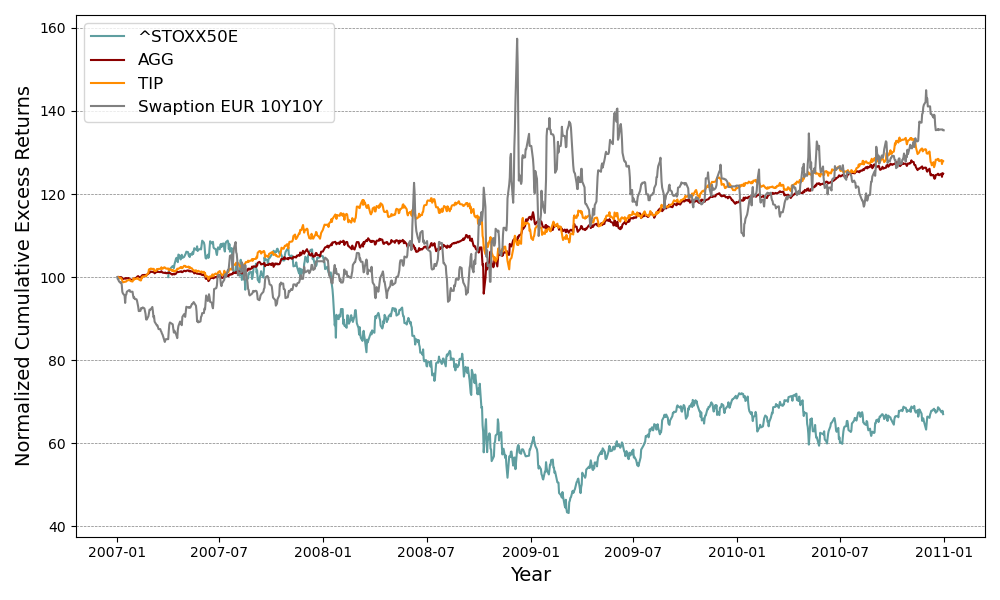 160
140
120
100
80
60
40
Normalized Cumulative Excess Returns
^STOXX50E
AGG
TIP
Swaption EUR 10Y10Y
2007-01
2007-07
2008-01
2008-07
2009-01
2009-07
2010-01
2010-07
2011-01
Year